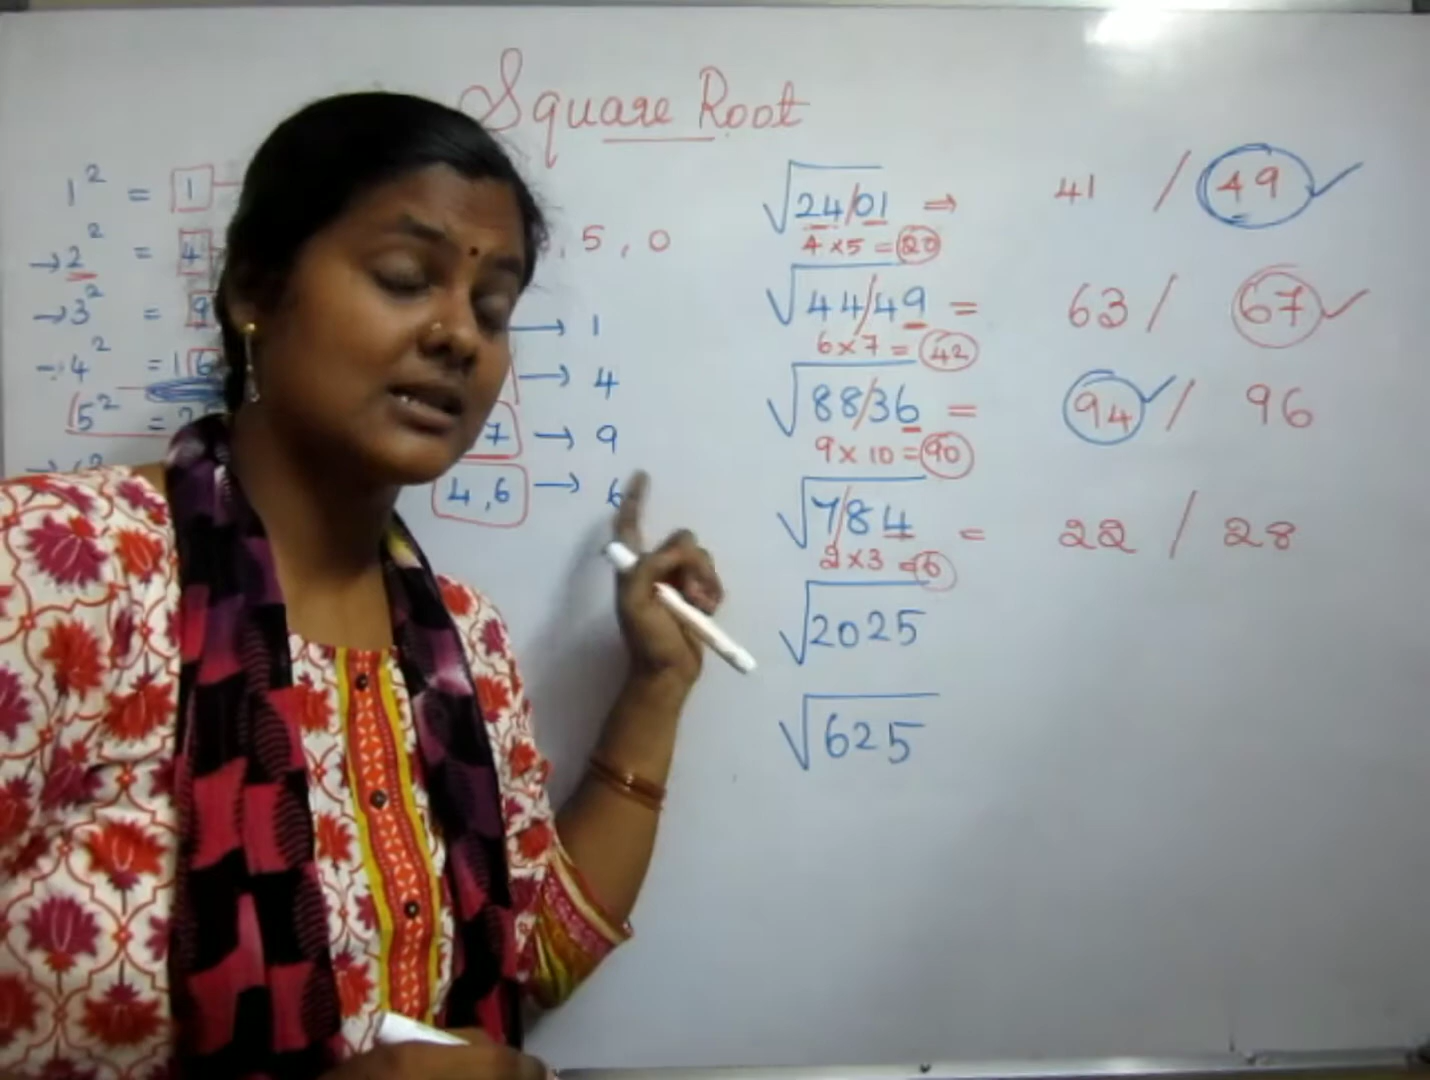 Square Root
1² = 1
→ 2² = 4
→ 3² = 9
→ 4² = 16
5² = 2
, 5 , 0
→ 1
→ 4
7 → 9
4 , 6 → 6
√24/01 ⇒ 41 / 49 ✓
4 × 5 = 20
√44/49 = 63 / 67 ✓
6 × 7 = 42
√88/36 = 94 ✓ / 96
9 × 10 = 90
√7/84 = 22 / 28
2 × 3 = 6
√2025
√625